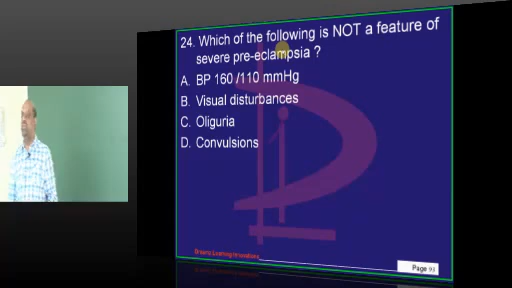 24. Which of the following is NOT a feature of
severe pre-eclampsia ?
A. BP 160 /110 mmHg
B. Visual disturbances
C. Oliguria
D. Convulsions
Page 93